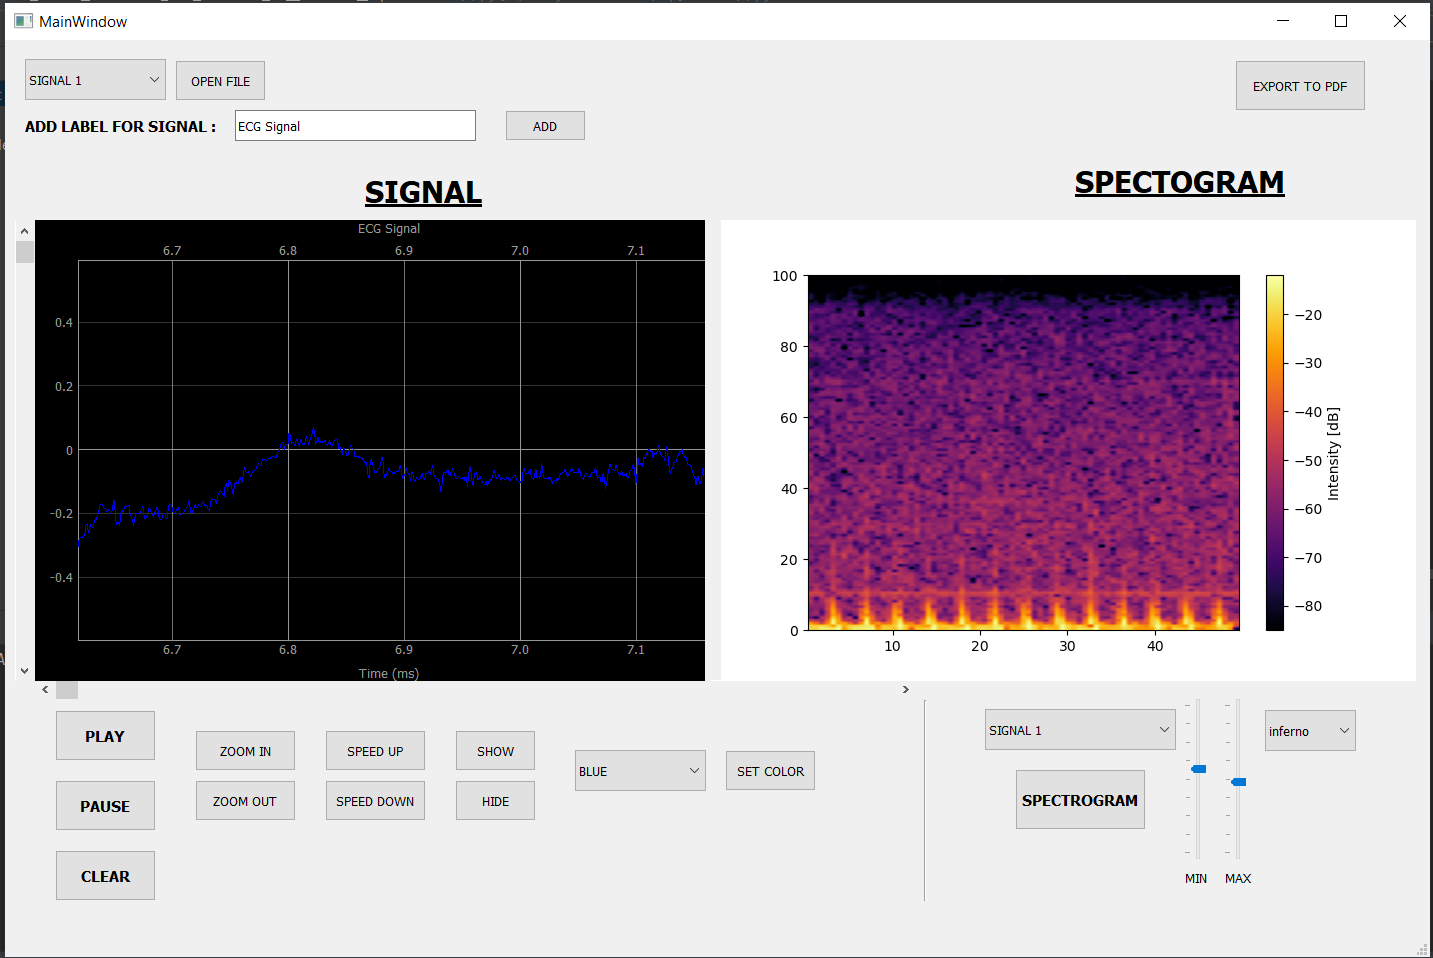 MainWindow
SIGNAL 1
OPEN FILE
EXPORT TO PDF
ADD LABEL FOR SIGNAL :
ECG Signal
ADD
SIGNAL
SPECTOGRAM
ECG Signal
6.7 6.8 6.9 7.0 7.1
0.4
0.2
0
-0.2
-0.4
6.7 6.8 6.9 7.0 7.1
Time (ms)
100
80
60
40
20
0
10 20 30 40
−20
−30
−40
−50
−60
−70
−80
Intensity [dB]
PLAY
PAUSE
CLEAR
ZOOM IN
ZOOM OUT
SPEED UP
SPEED DOWN
SHOW
HIDE
BLUE
SET COLOR
SIGNAL 1
SPECTROGRAM
MIN
MAX
inferno